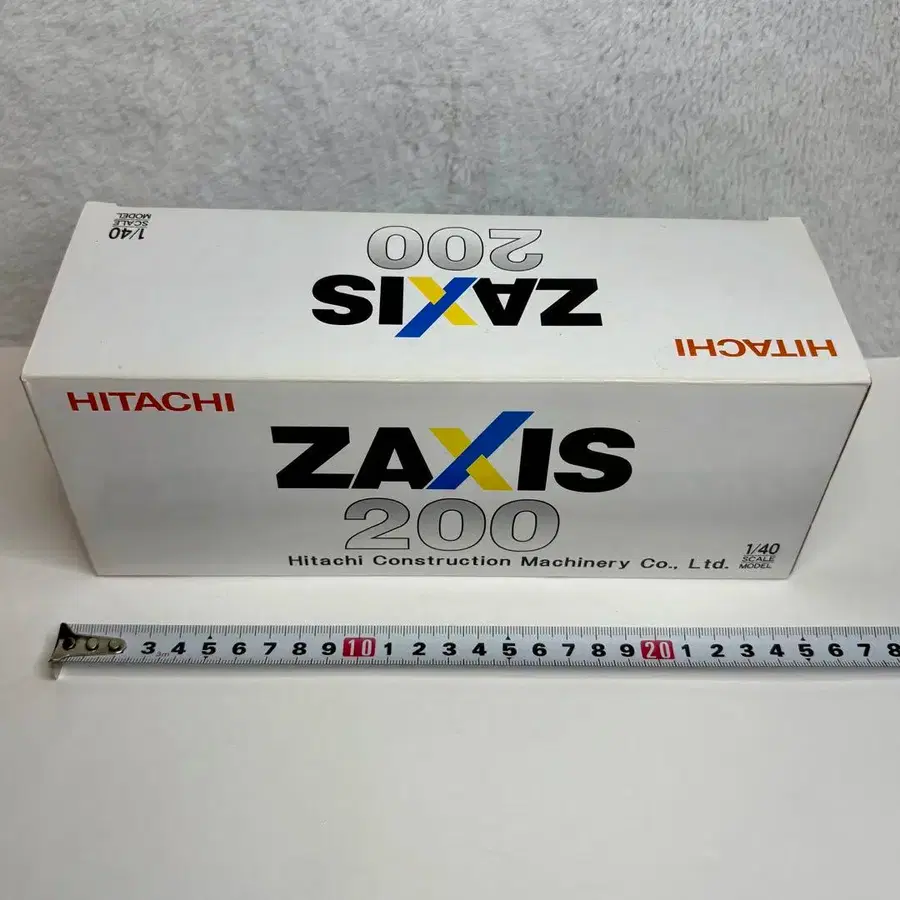 1/40
SCALE
MODEL
ZAXIS
200
HITACHI
HITACHI
ZAXIS
200
Hitachi Construction Machinery Co., Ltd.
1/40
SCALE
MODEL
3 4 5 6 7 8 9 10 1 2 3 4 5 6 7 8 9 20 1 2 3 4 5 6 7 8
3m